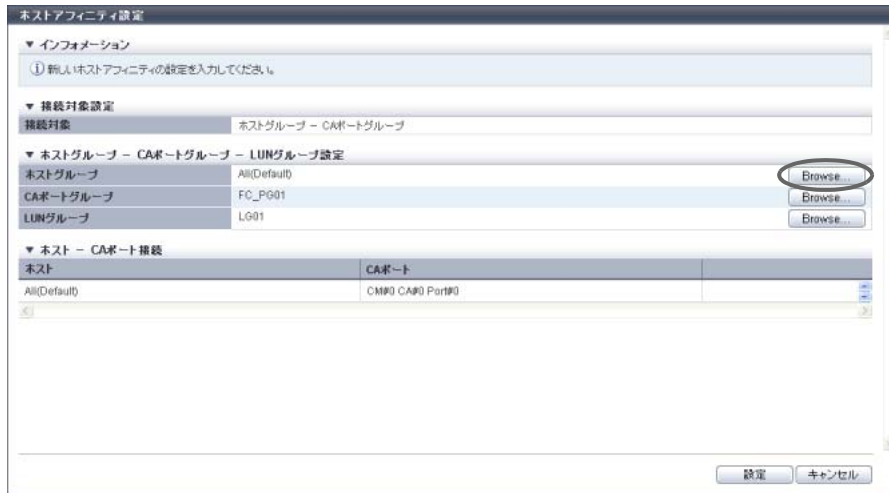 ホストアフィニティ設定
▼ インフォメーション
新しいホストアフィニティの設定を入力してください。
▼ 接続対象設定
接続対象 ホストグループ - CAポートグループ
▼ ホストグループ - CAポートグループ - LUNグループ設定
ホストグループ All(Default) Browse...
CAポートグループ FC_PG01 Browse...
LUNグループ LG01 Browse...
▼ ホスト - CAポート接続
ホスト CAポート
All(Default) CM#0 CA#0 Port#0
設定 キャンセル